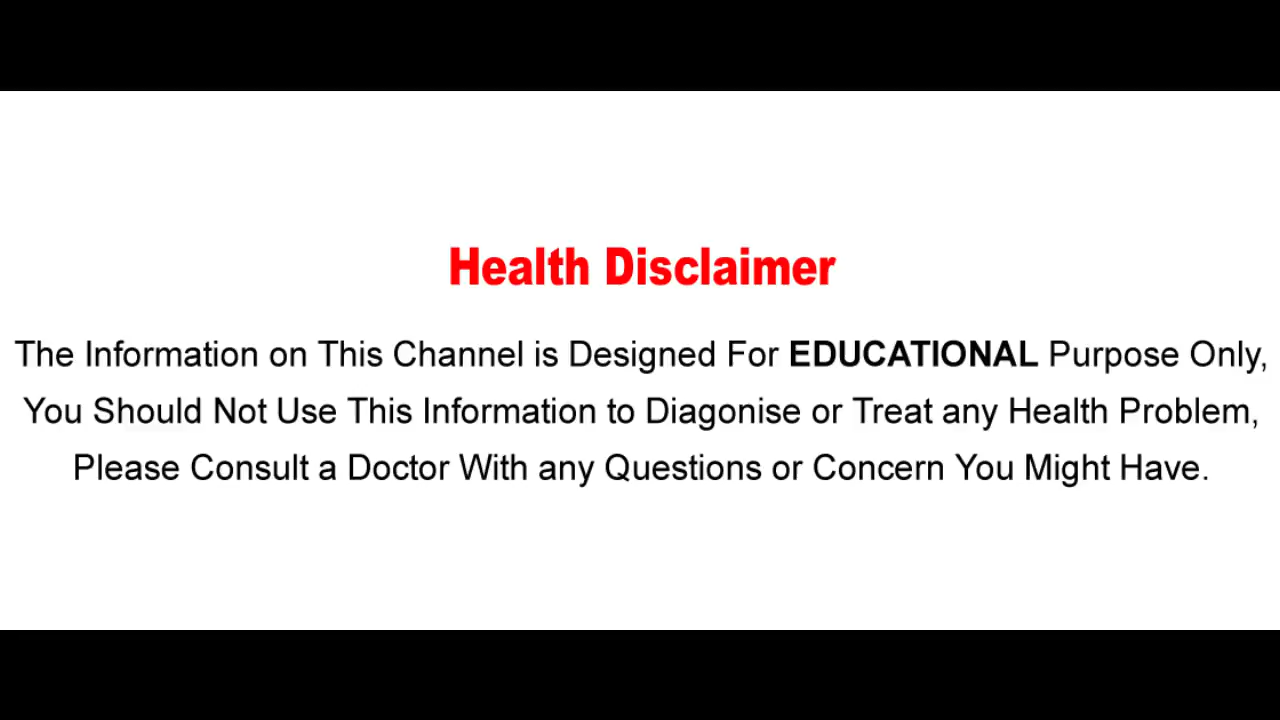 Health Disclaimer
The Information on This Channel is Designed For EDUCATIONAL Purpose Only,
You Should Not Use This Information to Diagonise or Treat any Health Problem,
Please Consult a Doctor With any Questions or Concern You Might Have.